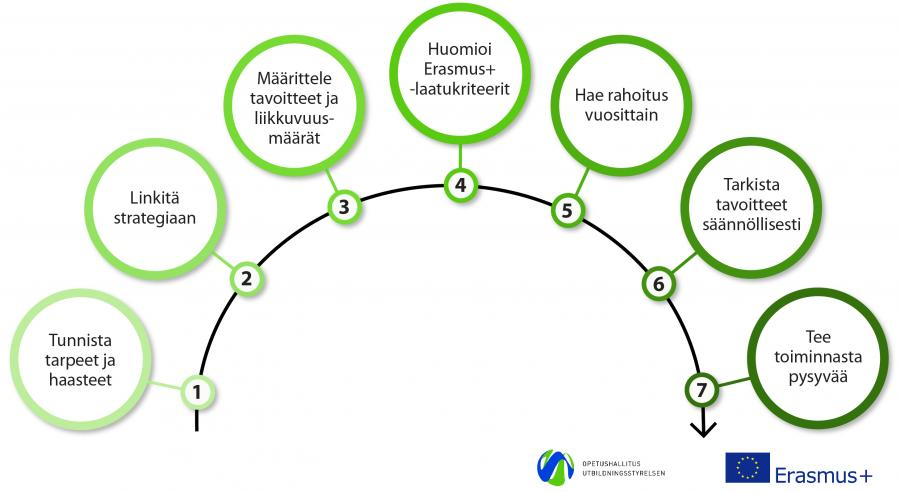 1
Tunnista
tarpeet ja
haasteet
2
Linkitä
strategiaan
3
Määrittele
tavoitteet ja
liikkuvuus-
määrät
4
Huomioi
Erasmus+
-laatukriteerit
5
Hae rahoitus
vuosittain
6
Tarkista
tavoitteet
säännöllisesti
7
Tee
toiminnasta
pysyvää
OPETUSHALLITUS
UTBILDNINGSSTYRELSEN
Erasmus+